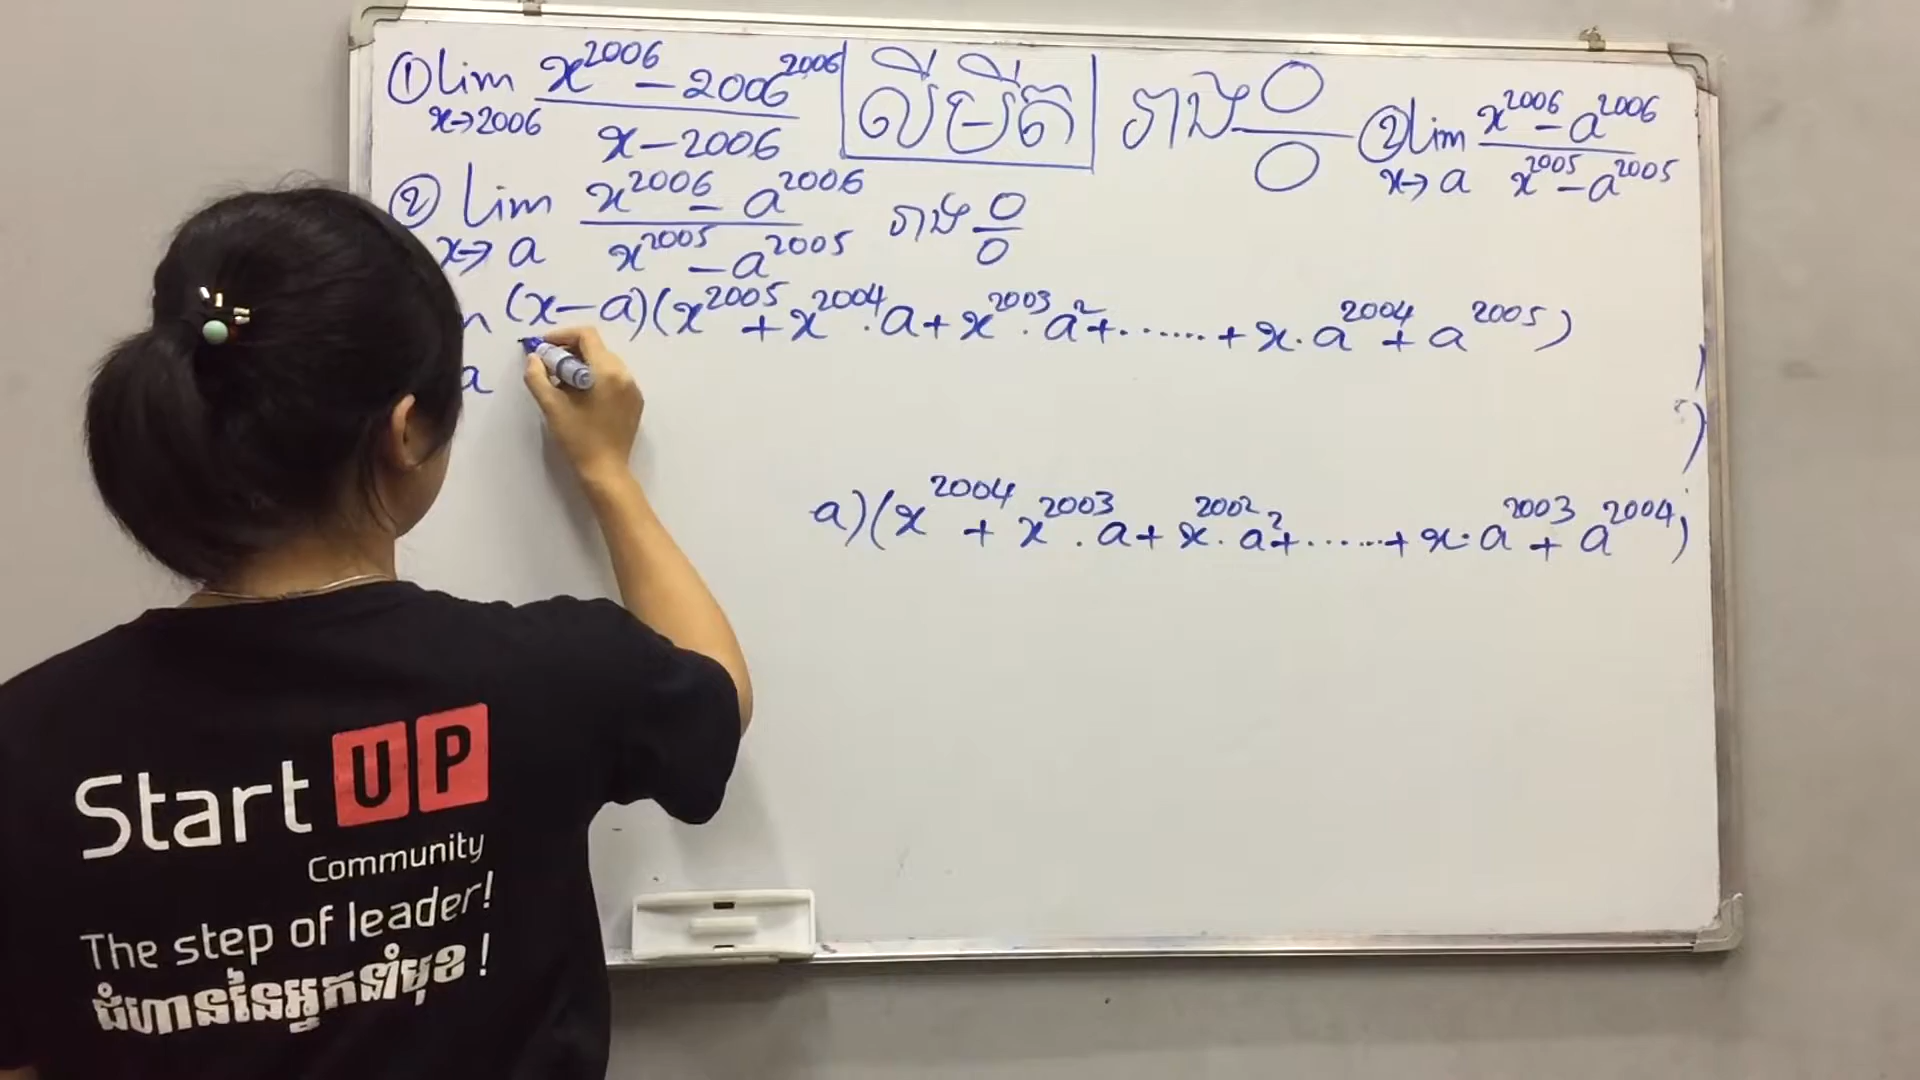 ① lim x→2006 (x^2006 - 2006^2006)/(x - 2006)
លីមីត
រាង 0/0
② lim x→a (x^2006 - a^2006)/(x^2005 - a^2005)
② lim x→a (x^2006 - a^2006)/(x^2005 - a^2005) រាង 0/0
(x-a)(x^2005 + x^2004·a + x^2003·a^2 + ...... + x·a^2004 + a^2005)
a
a)(x^2004 + x^2003·a + x^2002·a^2 + ...... + x·a^2003 + a^2004)
Start UP
Community
The step of leader!
ជំហាននៃអ្នកនាំមុខ!